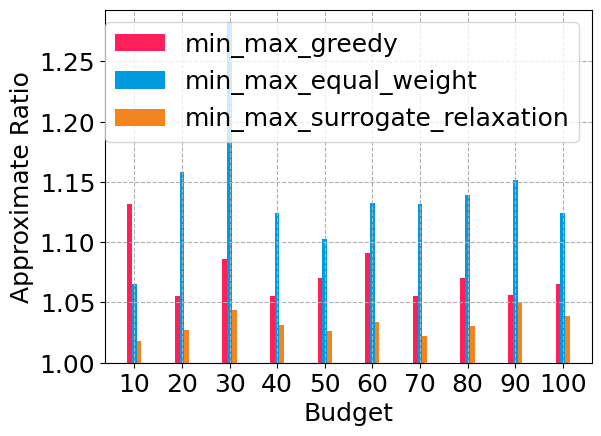 min_max_greedy
min_max_equal_weight
min_max_surrogate_relaxation
Approximate Ratio
1.25
1.20
1.15
1.10
1.05
1.00
10 20 30 40 50 60 70 80 90 100
Budget